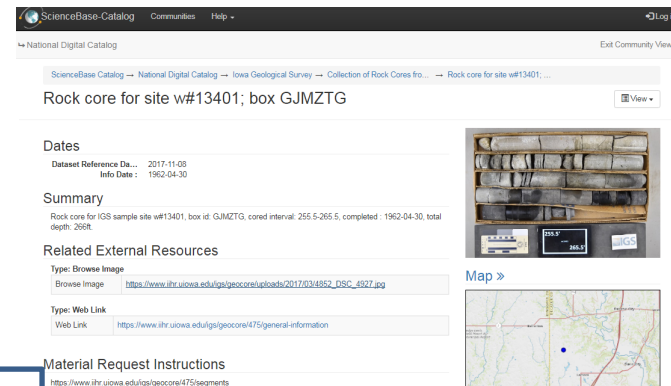 ScienceBase-Catalog Communities Help
Log
National Digital Catalog
Exit Community View
ScienceBase Catalog → National Digital Catalog → Iowa Geological Survey → Collection of Rock Cores fro... → Rock core for site w#13401; ...
Rock core for site w#13401; box GJMZTG
View
Dates
Dataset Reference Da... 2017-11-08
Info Date : 1962-04-30
Summary
Rock core for IGS sample site w#13401, box id: GJMZTG, cored interval: 255.5-265.5, completed : 1962-04-30, total
depth: 266ft.
Related External Resources
Type: Browse Image
Browse Image https://www.iihr.uiowa.edu/igs/geocore/uploads/2017/03/4852_DSC_4927.jpg
Type: Web Link
Web Link https://www.iihr.uiowa.edu/igs/geocore/475/general-information
Material Request Instructions
https://www.iihr.uiowa.edu/igs/geocore/475/segments
255.5'
265.5'
IGS
Map »